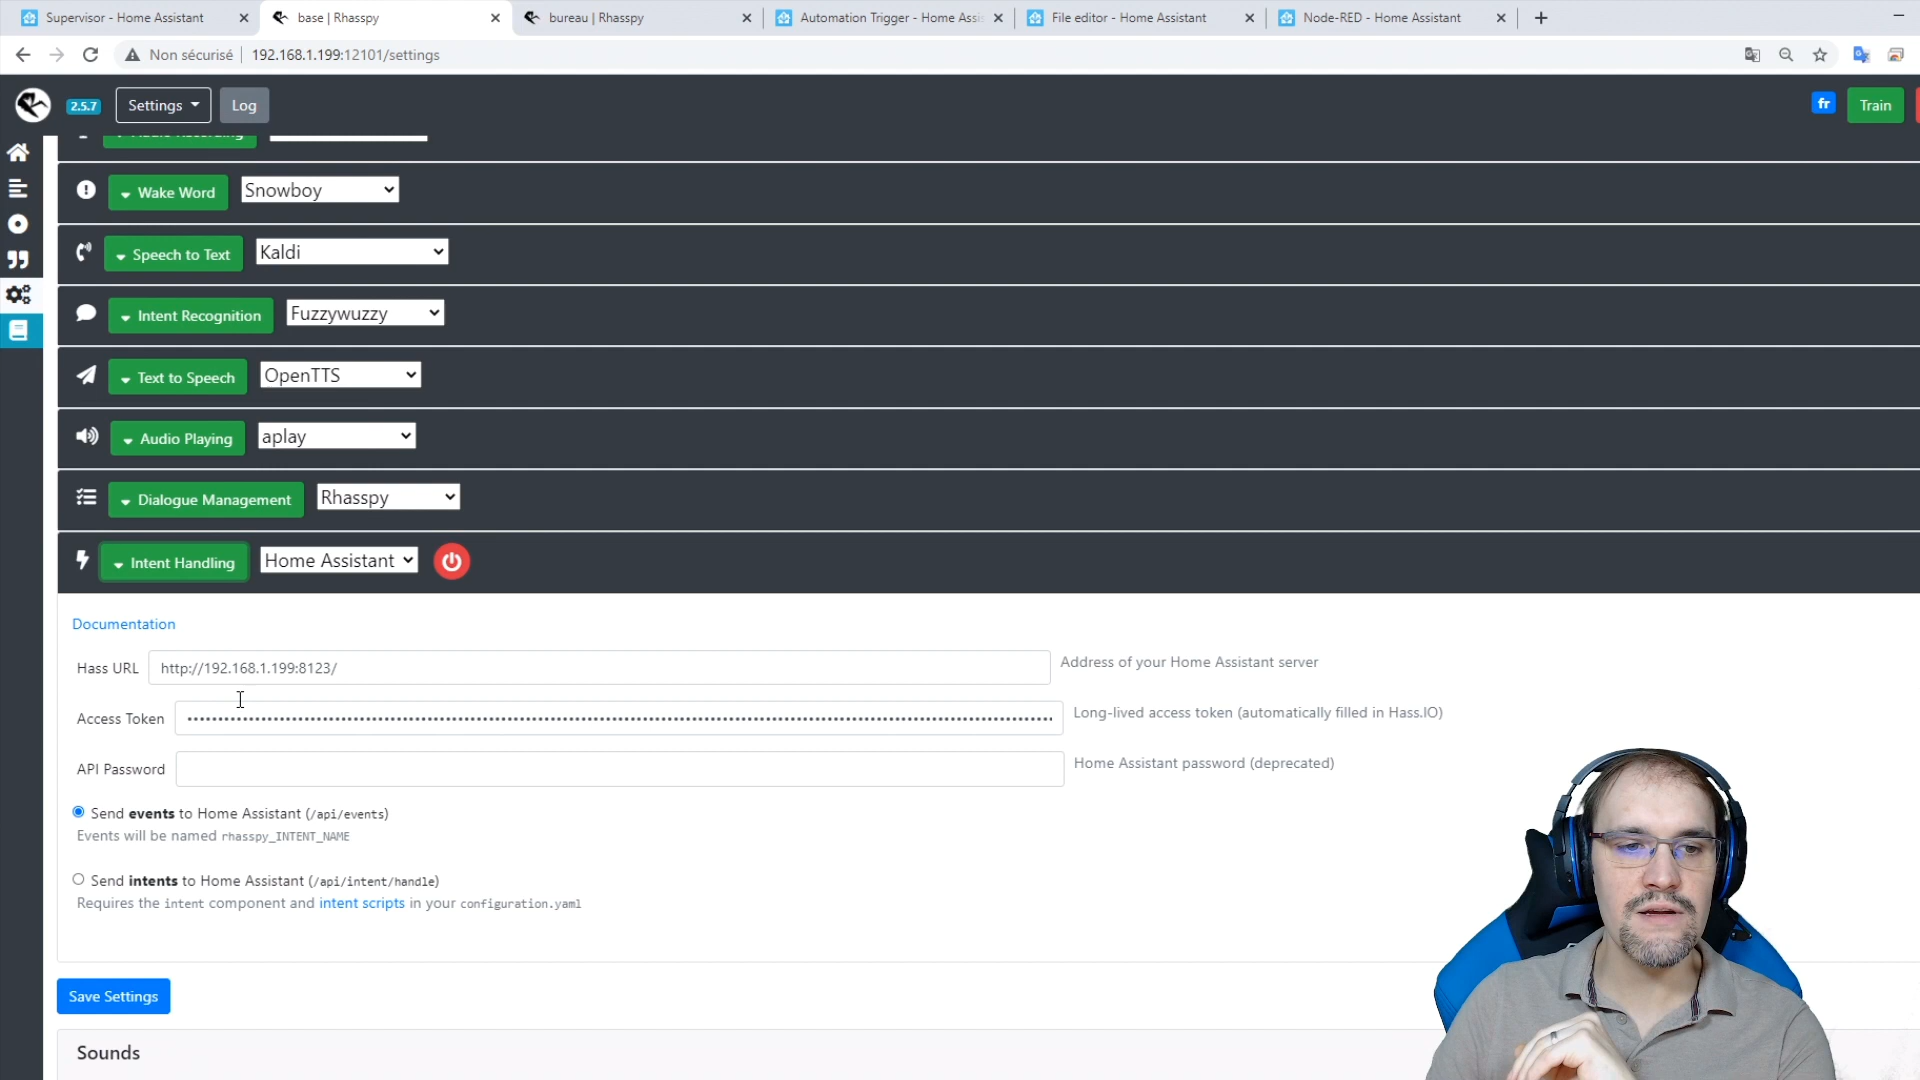 Supervisor - Home Assistant
base | Rhasspy
bureau | Rhasspy
Automation Trigger - Home Assis
File editor - Home Assistant
Node-RED - Home Assistant
Non sécurisé
192.168.1.199:12101/settings
2.5.7
Settings
Log
fr
Train
Audio Recording
Wake Word
Snowboy
Speech to Text
Kaldi
Intent Recognition
Fuzzywuzzy
Text to Speech
OpenTTS
Audio Playing
aplay
Dialogue Management
Rhasspy
Intent Handling
Home Assistant
Documentation
Hass URL
http://192.168.1.199:8123/
Address of your Home Assistant server
Access Token
Long-lived access token (automatically filled in Hass.IO)
API Password
Home Assistant password (deprecated)
Send events to Home Assistant (/api/events)
Events will be named rhasspy_INTENT_NAME
Send intents to Home Assistant (/api/intent/handle)
Requires the intent component and intent scripts in your configuration.yaml
Save Settings
Sounds